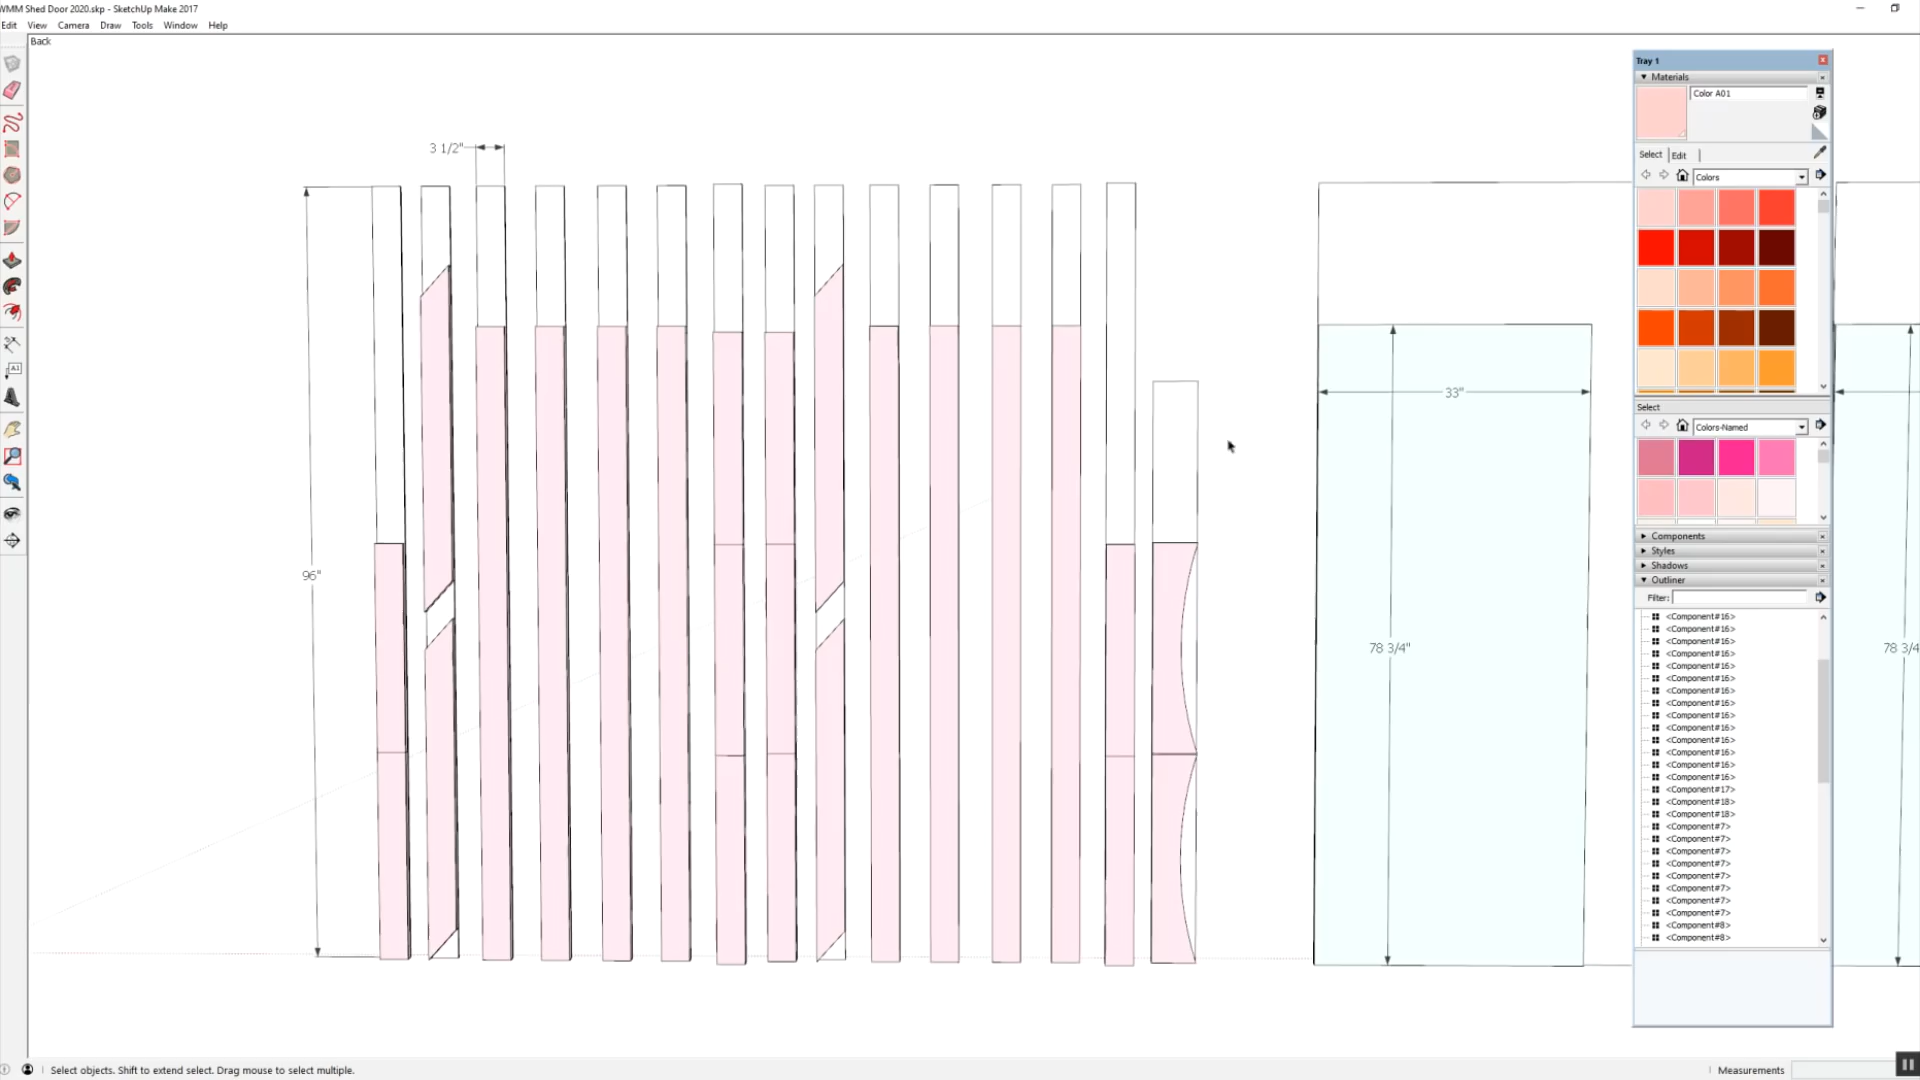 WMM Shed Door 2020.skp - SketchUp Make 2017
Edit View Camera Draw Tools Window Help
Back
Tray 1
Materials
Color A01
3 1/2"
Select Edit
Colors
33"
Select
Colors-Named
Components
Styles
Shadows
96"
Outliner
Filter:
<Component#16>
<Component#16>
<Component#16>
<Component#16>
78 3/4"
78 3/4
<Component#16>
<Component#16>
<Component#16>
<Component#16>
<Component#16>
<Component#16>
<Component#16>
<Component#16>
<Component#16>
<Component#16>
<Component#17>
<Component#18>
<Component#18>
<Component#7>
<Component#7>
<Component#7>
<Component#7>
<Component#7>
<Component#7>
<Component#7>
<Component#7>
<Component#8>
<Component#8>
Select objects. Shift to extend select. Drag mouse to select multiple.
Measurements